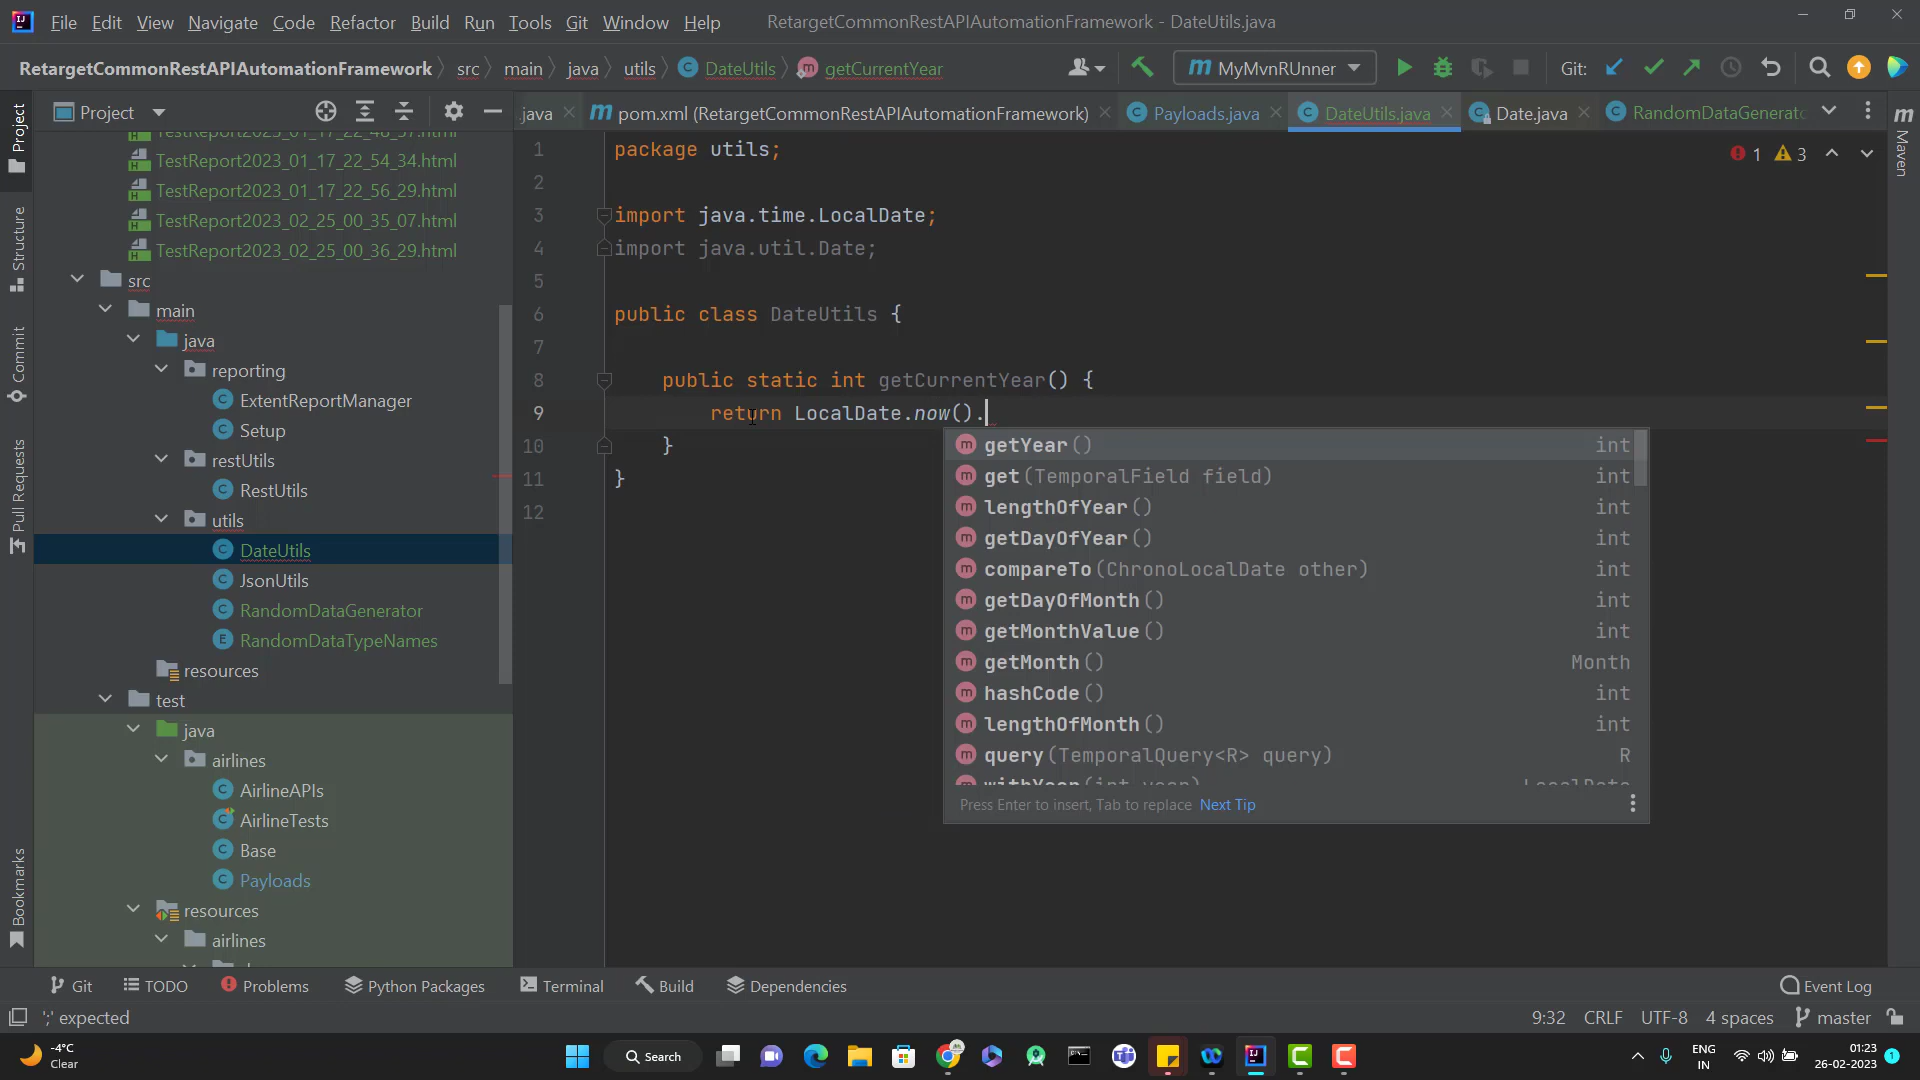 File Edit View Navigate Code Refactor Build Run Tools Git Window Help RetargetCommonRestAPIAutomationFramework - DateUtils.java
RetargetCommonRestAPIAutomationFramework src main java utils DateUtils getCurrentYear MyMvnRUnner Git:
Project
.java pom.xml (RetargetCommonRestAPIAutomationFramework) Payloads.java DateUtils.java Date.java RandomDataGenerato
TestReport2023_01_17_22_48_57.html
TestReport2023_01_17_22_54_34.html
TestReport2023_01_17_22_56_29.html
TestReport2023_02_25_00_35_07.html
TestReport2023_02_25_00_36_29.html
src
main
java
reporting
ExtentReportManager
Setup
restUtils
RestUtils
utils
DateUtils
JsonUtils
RandomDataGenerator
RandomDataTypeNames
resources
test
java
airlines
AirlineAPIs
AirlineTests
Base
Payloads
resources
airlines
Project
Structure
Commit
Pull Requests
Bookmarks
1 package utils;
2
3 import java.time.LocalDate;
4 import java.util.Date;
5
6 public class DateUtils {
7
8 public static int getCurrentYear() {
9 return LocalDate.now().
10 }
11 }
12
1 3
getYear() int
get(TemporalField field) int
lengthOfYear() int
getDayOfYear() int
compareTo(ChronoLocalDate other) int
getDayOfMonth() int
getMonthValue() int
getMonth() Month
hashCode() int
lengthOfMonth() int
query(TemporalQuery<R> query) R
withYear(int year) LocalDate
Press Enter to insert, Tab to replace Next Tip
Maven
Git TODO Problems Python Packages Terminal Build Dependencies Event Log
';' expected 9:32 CRLF UTF-8 4 spaces master
-4°C
Clear
Search
ENG
IN
01:23
26-02-2023
1